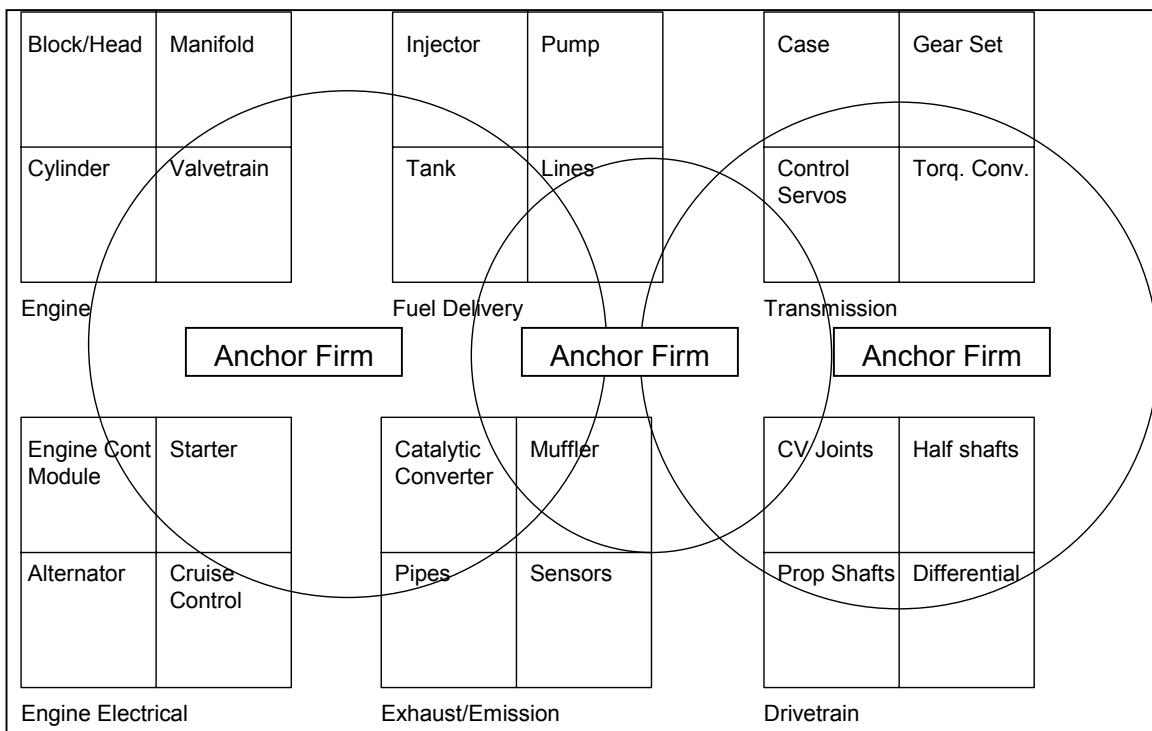 Block/Head
Manifold
Injector
Pump
Case
Gear Set
Cylinder
Valvetrain
Tank
Lines
Control
Servos
Torq. Conv.
Engine
Fuel Delivery
Transmission
Anchor Firm
Anchor Firm
Anchor Firm
Engine Cont
Module
Starter
Catalytic
Converter
Muffler
CV Joints
Half shafts
Alternator
Cruise
Control
Pipes
Sensors
Prop Shafts
Differential
Engine Electrical
Exhaust/Emission
Drivetrain